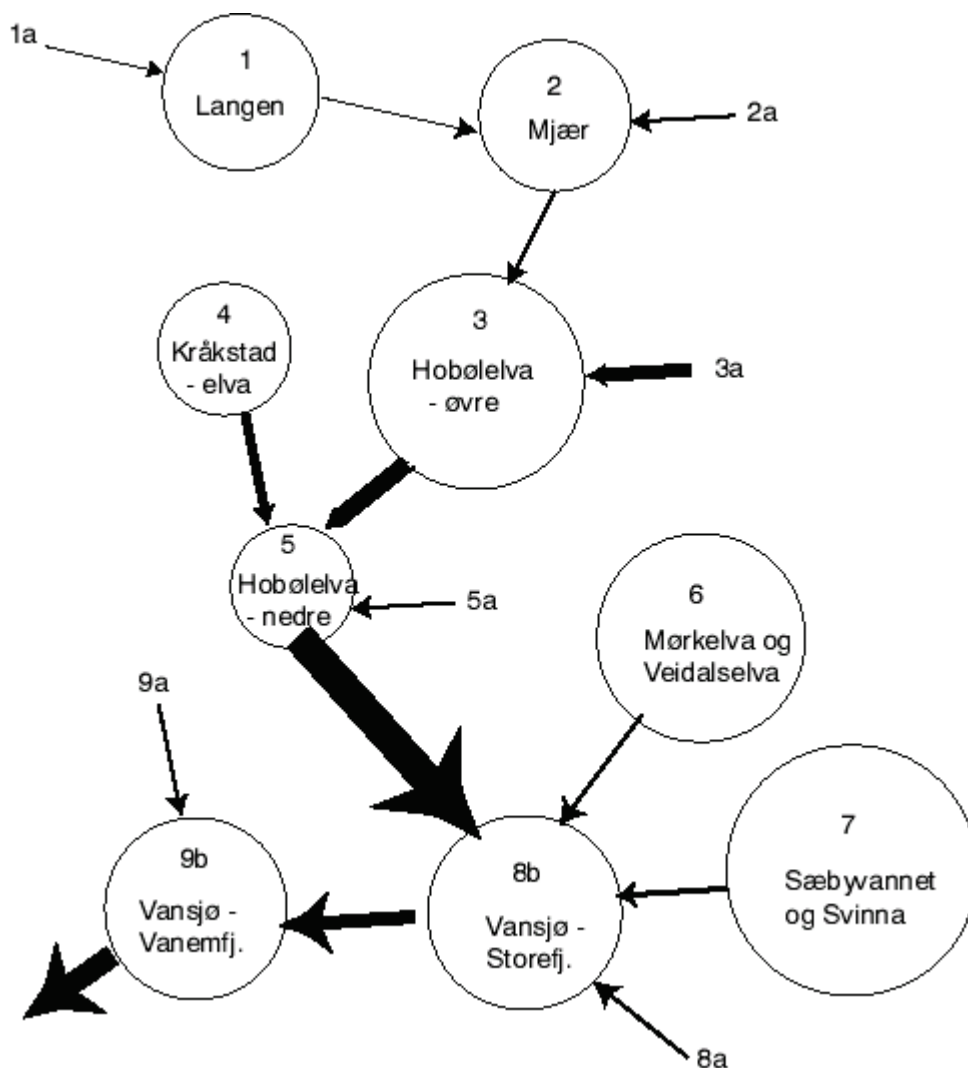 1a
1
Langen
2
Mjær
2a
3
Hobølelva
- øvre
3a
4
Kråkstad
- elva
5
Hobølelva
- nedre
5a
6
Mørkelva og
Veidalselva
7
Sæbyvannet
og Svinna
8b
Vansjø -
Storefj.
8a
9a
9b
Vansjø -
Vanemfj.